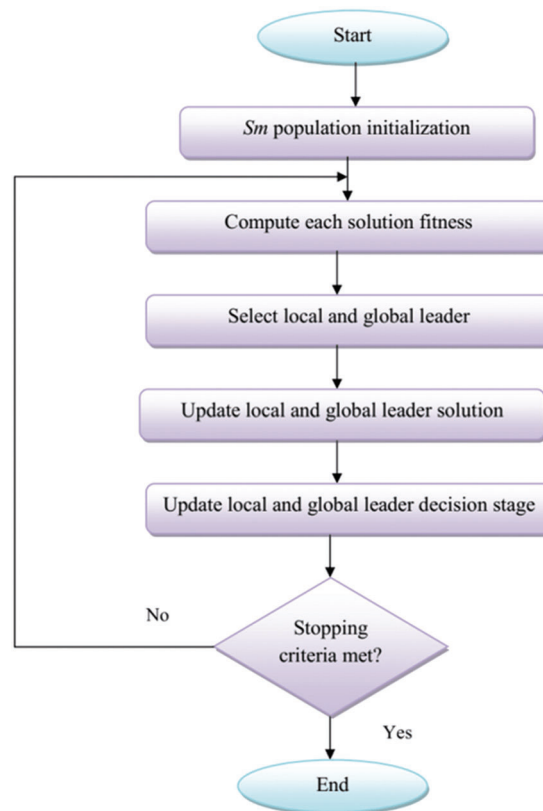 Start
Sm population initialization
Compute each solution fitness
Select local and global leader
Update local and global leader solution
Update local and global leader decision stage
No
Stopping
criteria met?
Yes
End